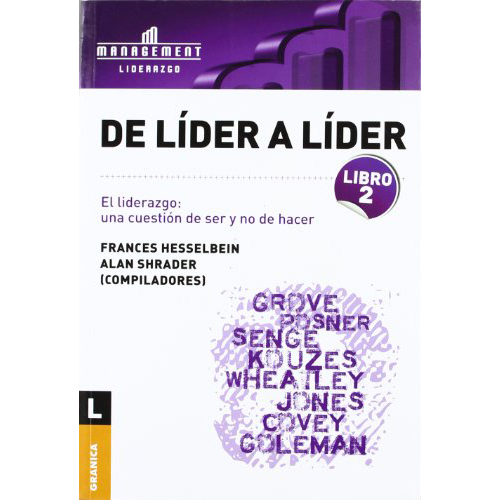 MANAGEMENT
LIDERAZGO
DE LÍDER A LÍDER
LIBRO
2
El liderazgo:
una cuestión de ser y no de hacer
FRANCES HESSELBEIN
ALAN SHRADER
(COMPILADORES)
GROVE
POSNER
SENGE
KOUZES
WHEATLEY
JONES
COVEY
GOLEMAN
L
GRANICA